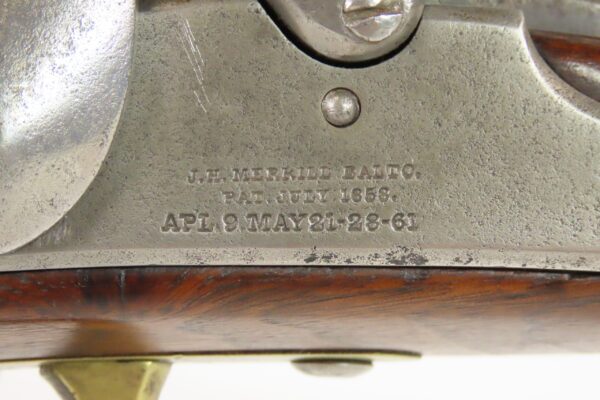 J.H. MERRILL BALTO.
PAT. JULY 1858.
APL. 9 MAY 21-28-61